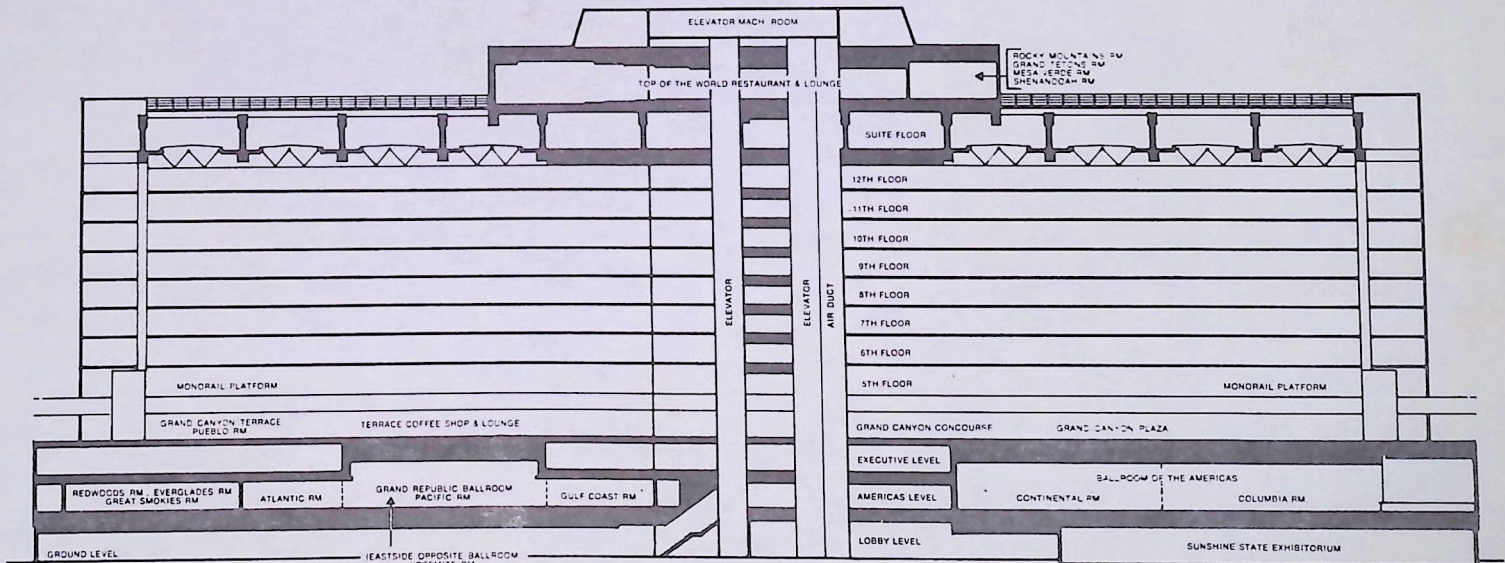 ELEVATOR MACH. ROOM
ROCKY MOUNTAINS RM
GRAND TETONS RM
MESA VERDE RM
SHENANDOAH RM
TOP OF THE WORLD RESTAURANT & LOUNGE
SUITE FLOOR
12TH FLOOR
11TH FLOOR
10TH FLOOR
9TH FLOOR
8TH FLOOR
7TH FLOOR
6TH FLOOR
5TH FLOOR
ELEVATOR
ELEVATOR
AIR DUCT
MONORAIL PLATFORM
MONORAIL PLATFORM
GRAND CANYON TERRACE
PUEBLO RM
TERRACE COFFEE SHOP & LOUNGE
GRAND CANYON CONCOURSE
GRAND CANYON PLAZA
EXECUTIVE LEVEL
REDWOODS RM., EVERGLADES RM
GREAT SMOKIES RM
ATLANTIC RM
GRAND REPUBLIC BALLROOM
PACIFIC RM
GULF COAST RM
AMERICAS LEVEL
BALLROOM OF THE AMERICAS
CONTINENTAL RM
COLUMBIA RM
GROUND LEVEL
(EASTSIDE OPPOSITE BALLROOM
LOBBY LEVEL
SUNSHINE STATE EXHIBITORIUM